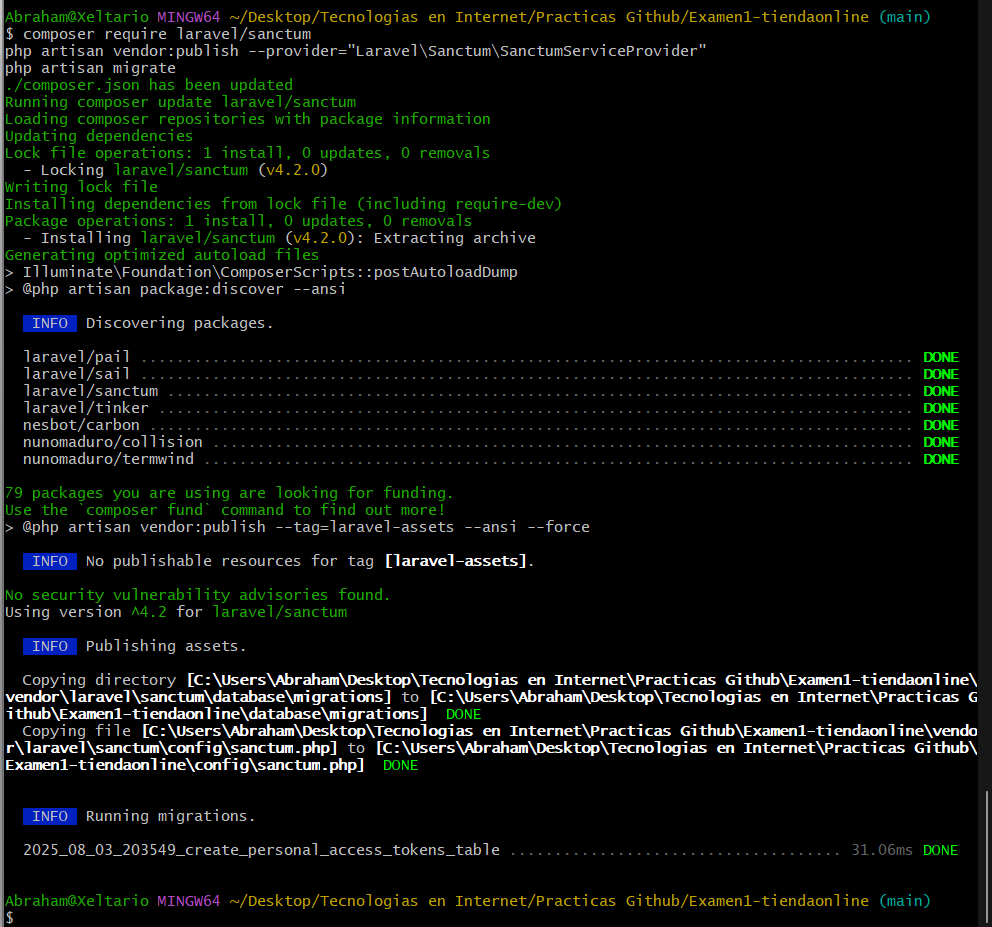 Abraham@Xeltario MINGW64 ~/Desktop/Tecnologias en Internet/Practicas Github/Examen1-tiendaonline (main)
$ composer require laravel/sanctum
php artisan vendor:publish --provider="Laravel\Sanctum\SanctumServiceProvider"
php artisan migrate
./composer.json has been updated
Running composer update laravel/sanctum
Loading composer repositories with package information
Updating dependencies
Lock file operations: 1 install, 0 updates, 0 removals
  - Locking laravel/sanctum (v4.2.0)
Writing lock file
Installing dependencies from lock file (including require-dev)
Package operations: 1 install, 0 updates, 0 removals
  - Installing laravel/sanctum (v4.2.0): Extracting archive
Generating optimized autoload files
> Illuminate\Foundation\ComposerScripts::postAutoloadDump
> @php artisan package:discover --ansi
INFO  Discovering packages.
laravel/pail ...................................................................................... DONE
laravel/sail ...................................................................................... DONE
laravel/sanctum ................................................................................... DONE
laravel/tinker .................................................................................... DONE
nesbot/carbon ..................................................................................... DONE
nunomaduro/collision .............................................................................. DONE
nunomaduro/termwind ............................................................................... DONE
79 packages you are using are looking for funding.
Use the `composer fund` command to find out more!
> @php artisan vendor:publish --tag=laravel-assets --ansi --force
INFO  No publishable resources for tag [laravel-assets].
No security vulnerability advisories found.
Using version ^4.2 for laravel/sanctum
INFO  Publishing assets.
Copying directory [C:\Users\Abraham\Desktop\Tecnologias en Internet\Practicas Github\Examen1-tiendaonline\
vendor\laravel\sanctum\database\migrations] to [C:\Users\Abraham\Desktop\Tecnologias en Internet\Practicas G
ithub\Examen1-tiendaonline\database\migrations]  DONE
Copying file [C:\Users\Abraham\Desktop\Tecnologias en Internet\Practicas Github\Examen1-tiendaonline\vendo
r\laravel\sanctum\config\sanctum.php] to [C:\Users\Abraham\Desktop\Tecnologias en Internet\Practicas Github\
Examen1-tiendaonline\config\sanctum.php]  DONE
INFO  Running migrations.
2025_08_03_203549_create_personal_access_tokens_table ..................................... 31.06ms DONE
Abraham@Xeltario MINGW64 ~/Desktop/Tecnologias en Internet/Practicas Github/Examen1-tiendaonline (main)
$